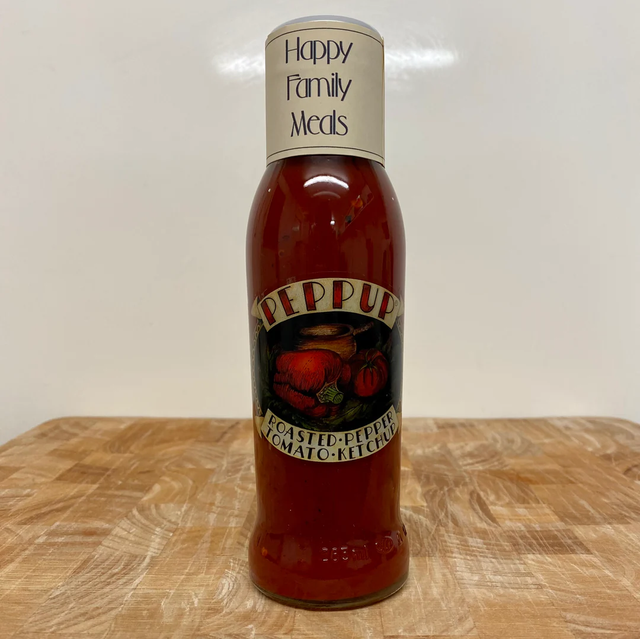 Happy
Family
Meals
PEPPUP
ROASTED·PEPPER
TOMATO·KETCHUP